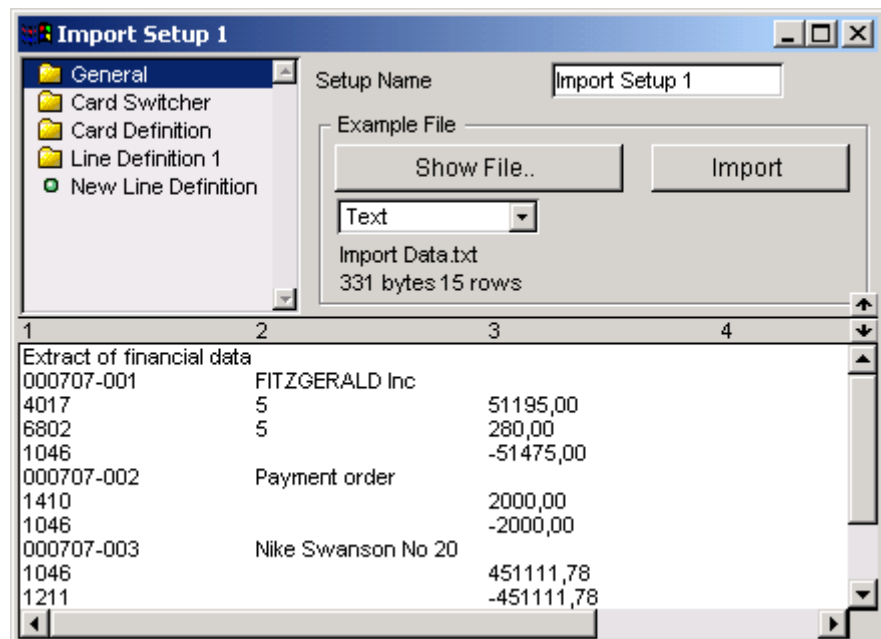 Import Setup 1
General
Card Switcher
Card Definition
Line Definition 1
New Line Definition
Setup Name Import Setup 1
Example File
Show File.. Import
Text
Import Data.txt
331 bytes 15 rows
1 2 3 4
Extract of financial data
000707-001 FITZGERALD Inc
4017 5 51195,00
6802 5 280,00
1046 -51475,00
000707-002 Payment order
1410 2000,00
1046 -2000,00
000707-003 Nike Swanson No 20
1046 451111,78
1211 -451111,78